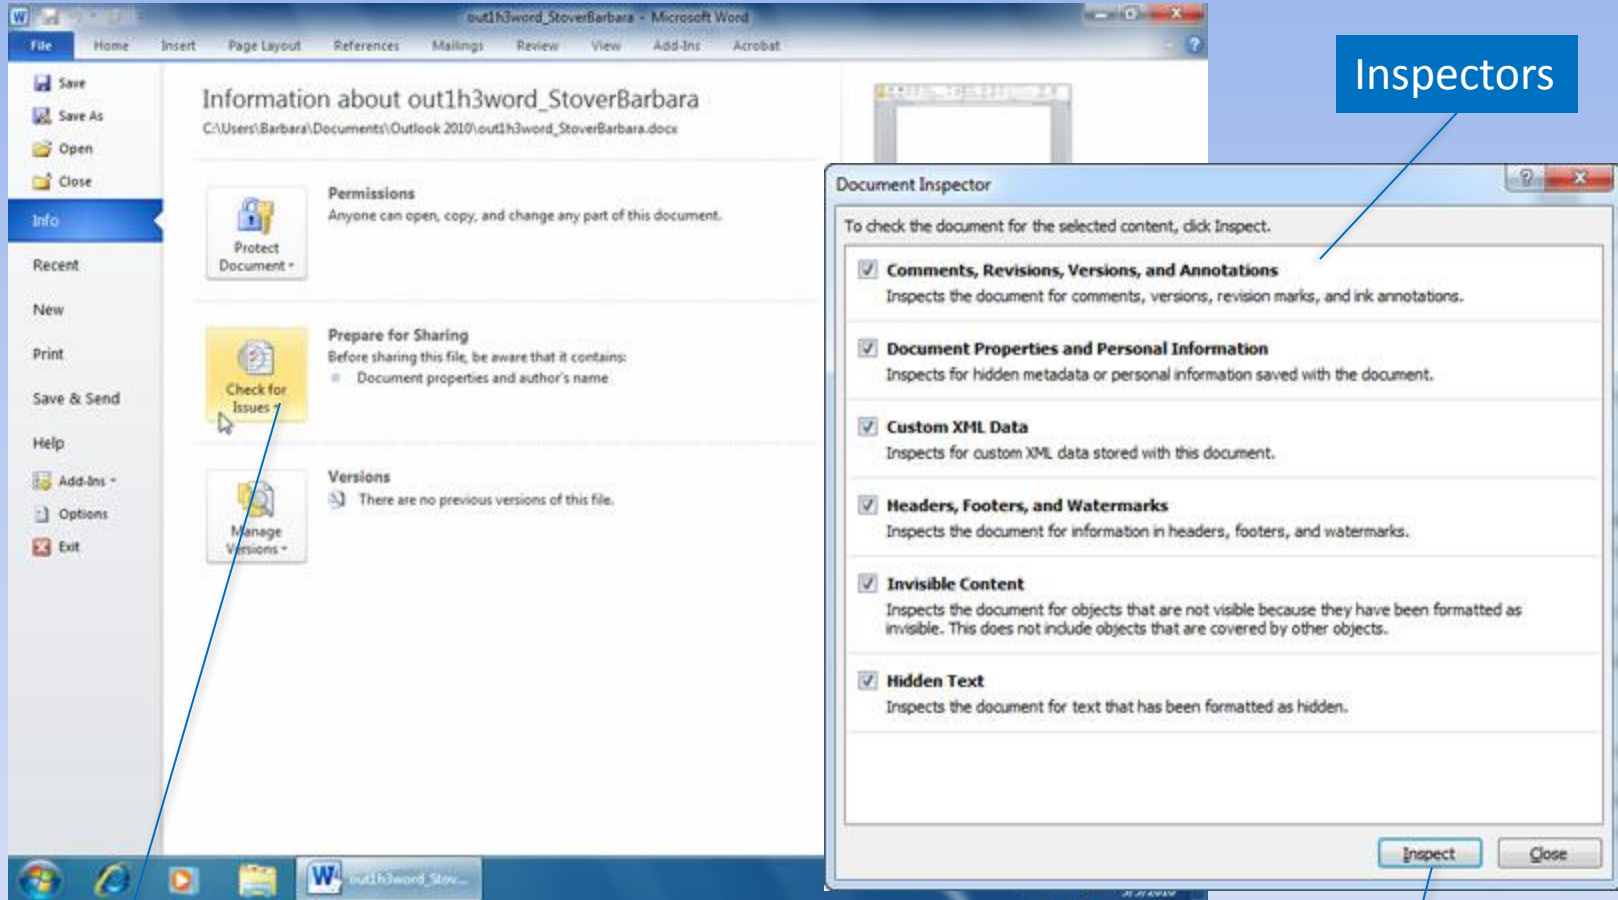 out1h3word_StoverBarbara - Microsoft Word
File Home Insert Page Layout References Mailings Review View Add-Ins Acrobat
Save
Save As
Open
Close
Info
Recent
New
Print
Save & Send
Help
Add-Ins
Options
Exit
Information about out1h3word_StoverBarbara
C:\Users\Barbara\Documents\Outlook 2010\out1h3word_StoverBarbara.docx
Protect
Document
Permissions
Anyone can open, copy, and change any part of this document.
Check for
Issues
Prepare for Sharing
Before sharing this file, be aware that it contains:
Document properties and author's name
Manage
Versions
Versions
There are no previous versions of this file.
out1h3word_Stov...
Inspectors
Document Inspector
To check the document for the selected content, click Inspect.
Comments, Revisions, Versions, and Annotations
Inspects the document for comments, versions, revision marks, and ink annotations.
Document Properties and Personal Information
Inspects for hidden metadata or personal information saved with the document.
Custom XML Data
Inspects for custom XML data stored with this document.
Headers, Footers, and Watermarks
Inspects the document for information in headers, footers, and watermarks.
Invisible Content
Inspects the document for objects that are not visible because they have been formatted as
invisible. This does not include objects that are covered by other objects.
Hidden Text
Inspects the document for text that has been formatted as hidden.
Inspect Close